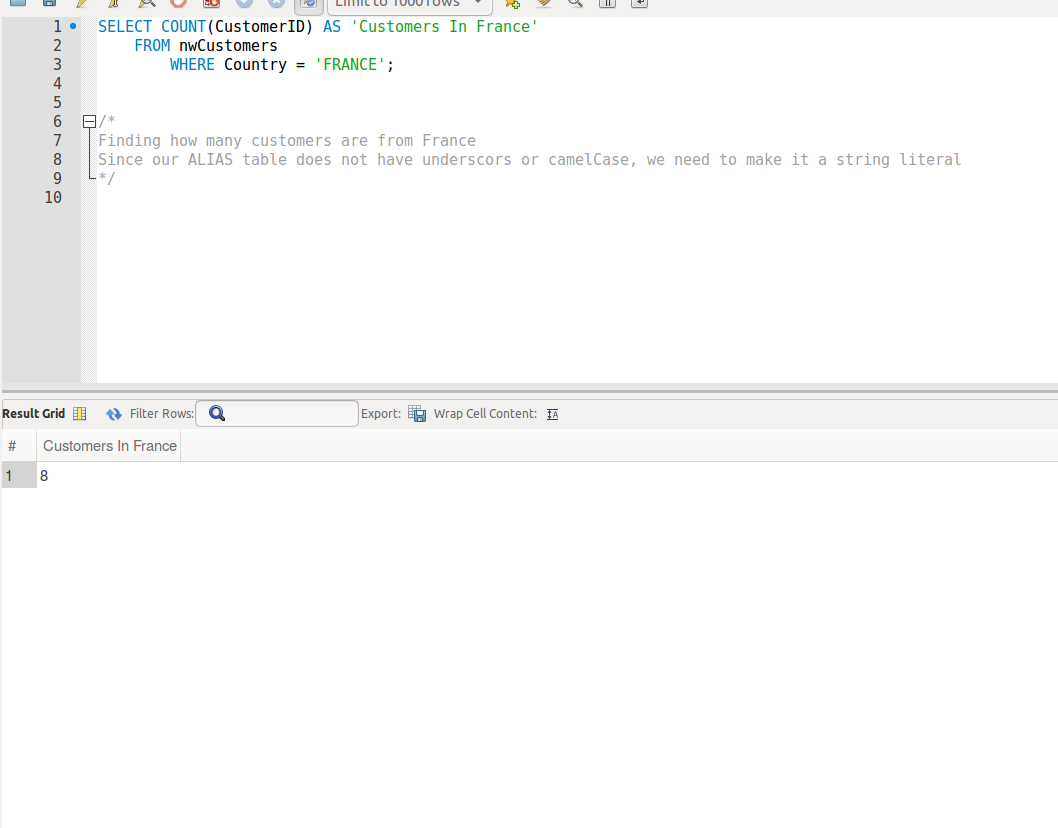 Limit to 1000 rows
1 SELECT COUNT(CustomerID) AS 'Customers In France'
2 FROM nwCustomers
3 WHERE Country = 'FRANCE';
4
5
6 /*
7 Finding how many customers are from France
8 Since our ALIAS table does not have underscors or camelCase, we need to make it a string literal
9 */
10
Result Grid Filter Rows: Export: Wrap Cell Content:
# Customers In France
1 8